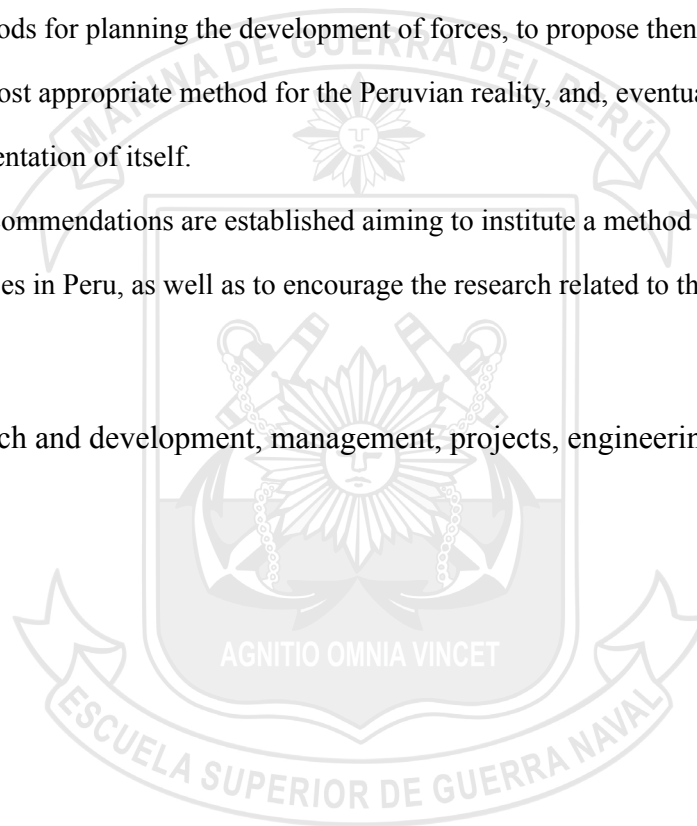 ods for planning the development of forces, to propose then
MARINA DE GUERRA DEL PERÚ
ost appropriate method for the Peruvian reality, and, eventua
entation of itself.
commendations are established aiming to institute a method
es in Peru, as well as to encourage the research related to th
ch and development, management, projects, engineerin
AGNITIO OMNIA VINCET
ESCUELA SUPERIOR DE GUERRA NAVAL